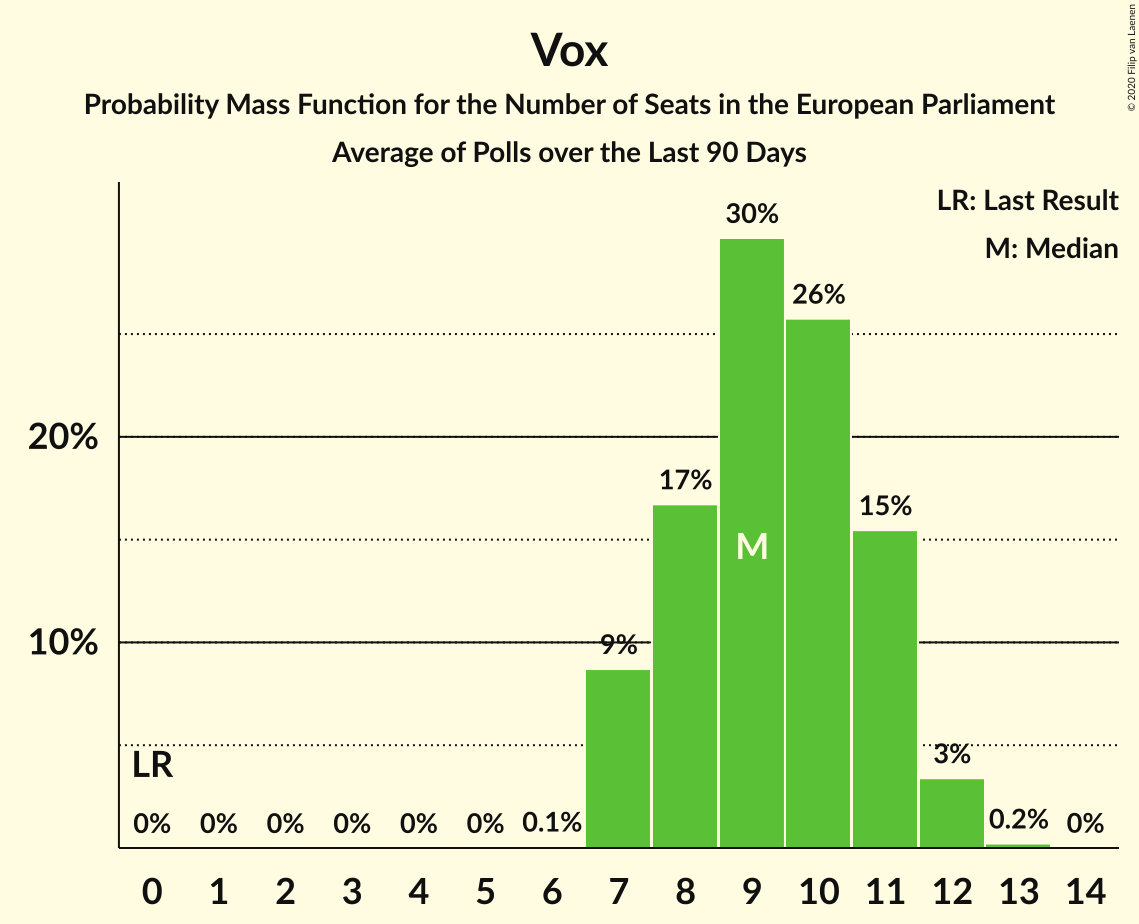 Vox
Probability Mass Function for the Number of Seats in the European Parliament
Average of Polls over the Last 90 Days
© 2020 Filip van Laenen
LR: Last Result
M: Median
30%
26%
20%
17%
15%
M
10%
9%
LR
3%
0% 0% 0% 0% 0% 0% 0.1% 0.2% 0%
0 1 2 3 4 5 6 7 8 9 10 11 12 13 14